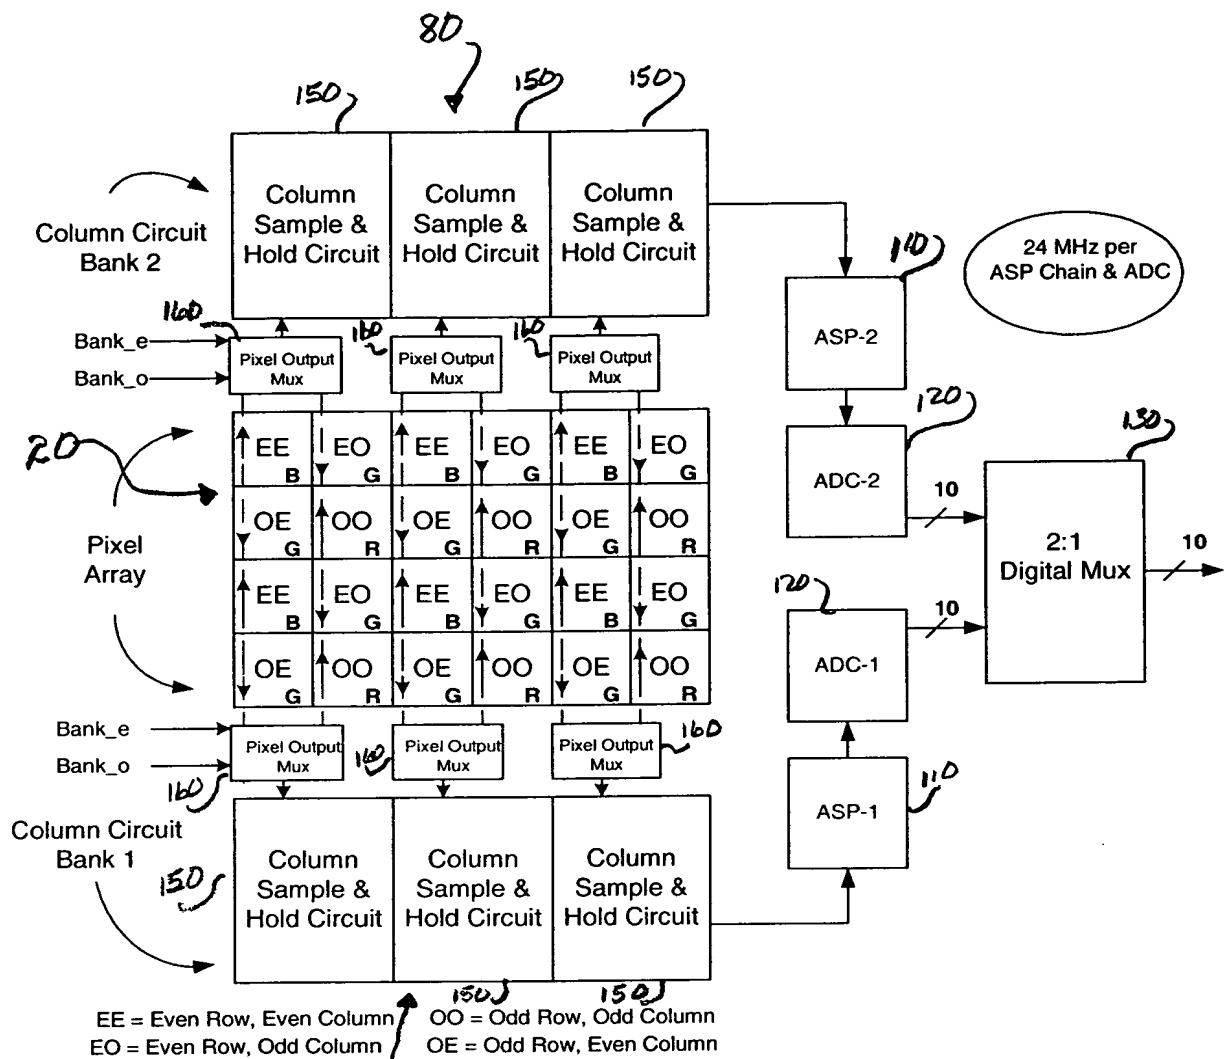 80
150 150 150
Column Sample & Hold Circuit
Column Sample & Hold Circuit
Column Sample & Hold Circuit
Column Circuit Bank 2
24 MHz per ASP Chain & ADC
110
ASP-2
160 160 160
Bank_e
Bank_o
Pixel Output Mux
Pixel Output Mux
Pixel Output Mux
20
EE B EO G EE B EO G EE B EO G
OE G OO R OE G OO R OE G OO R
EE B EO G EE B EO G EE B EO G
OE G OO R OE G OO R OE G OO R
Pixel Array
120
ADC-2
10
130
2:1 Digital Mux
10
120
ADC-1
10
Bank_e
Bank_o
Pixel Output Mux
Pixel Output Mux
Pixel Output Mux
160 160 160
ASP-1
110
Column Circuit Bank 1
150
Column Sample & Hold Circuit
Column Sample & Hold Circuit
Column Sample & Hold Circuit
150 150
EE = Even Row, Even Column OO = Odd Row, Odd Column
EO = Even Row, Odd Column OE = Odd Row, Even Column